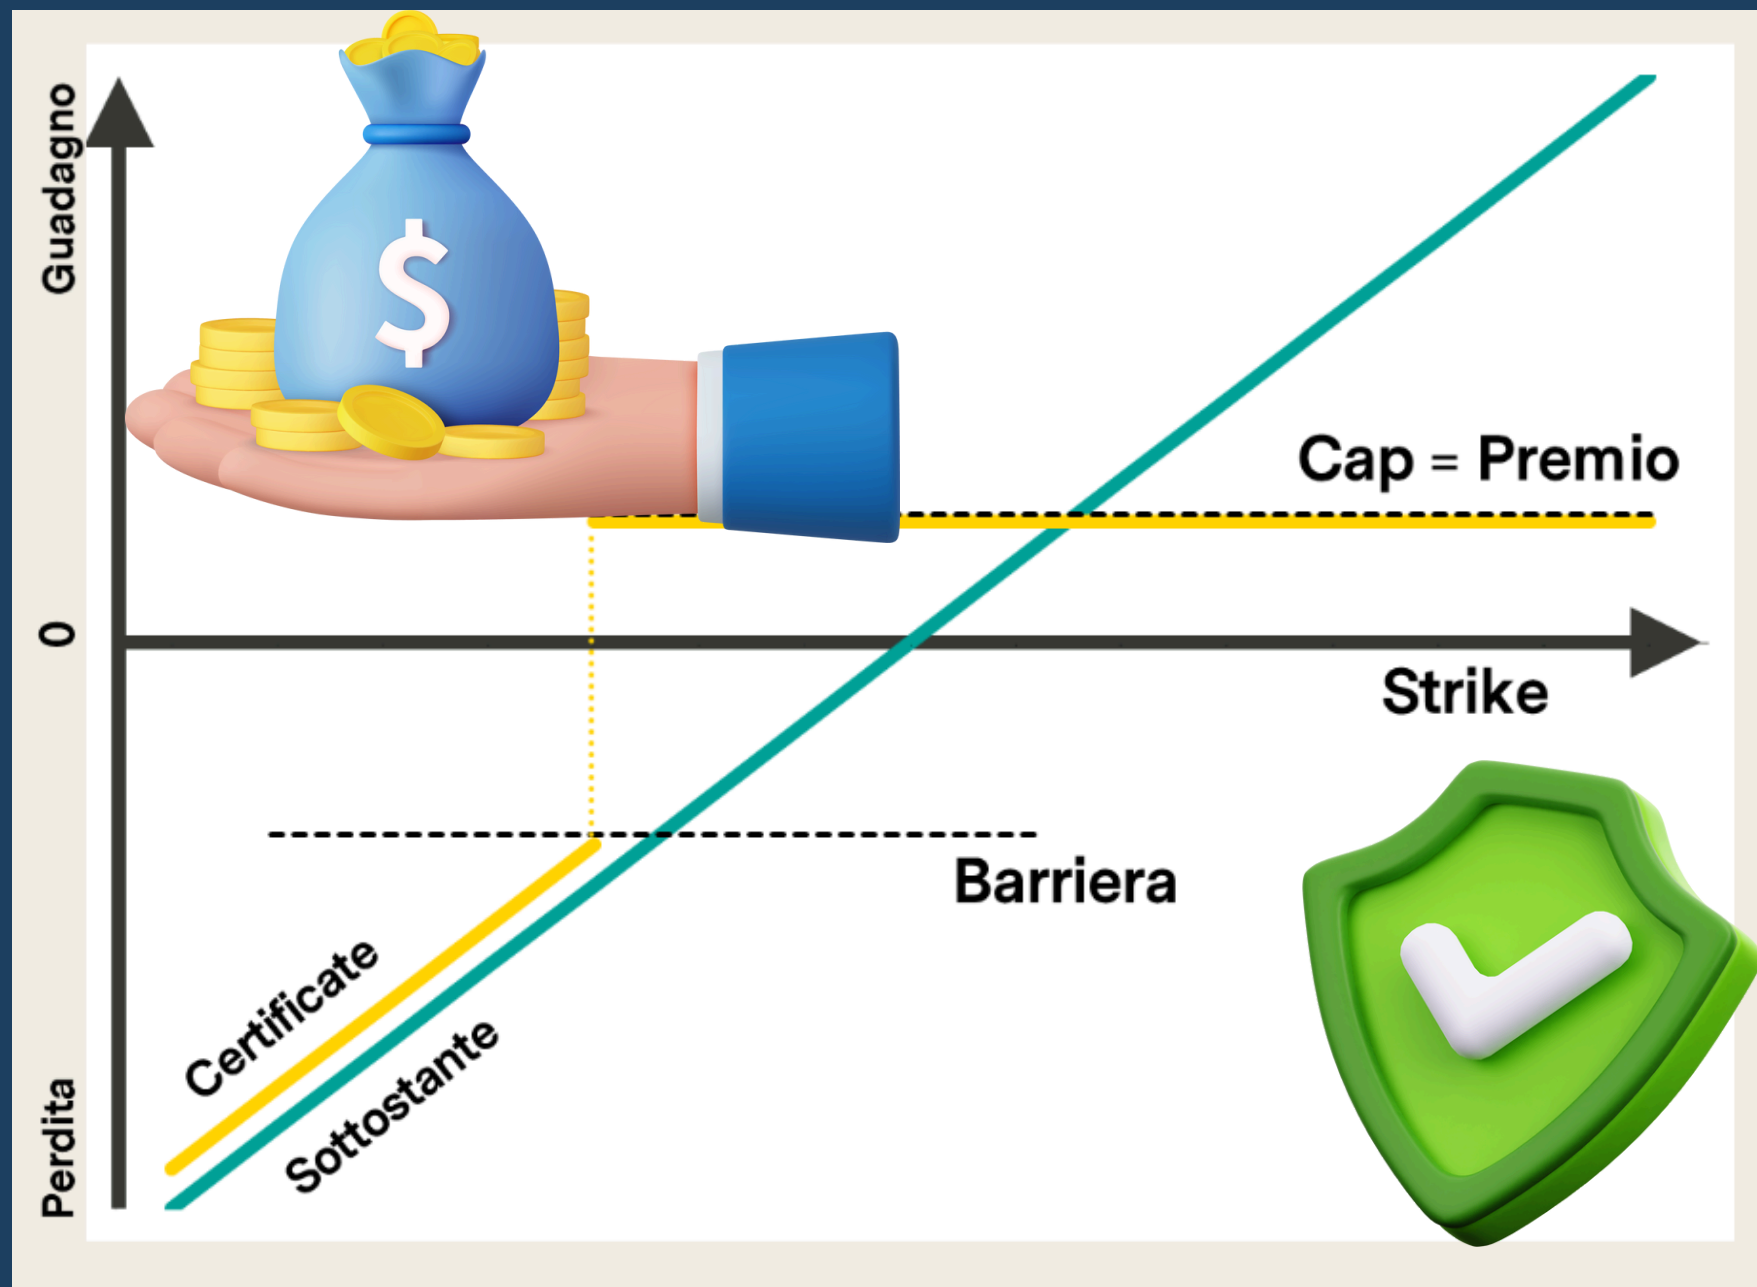 Guadagno
$
Cap = Premio
0
Strike
Barriera
Certificate
Sottostante
Perdita